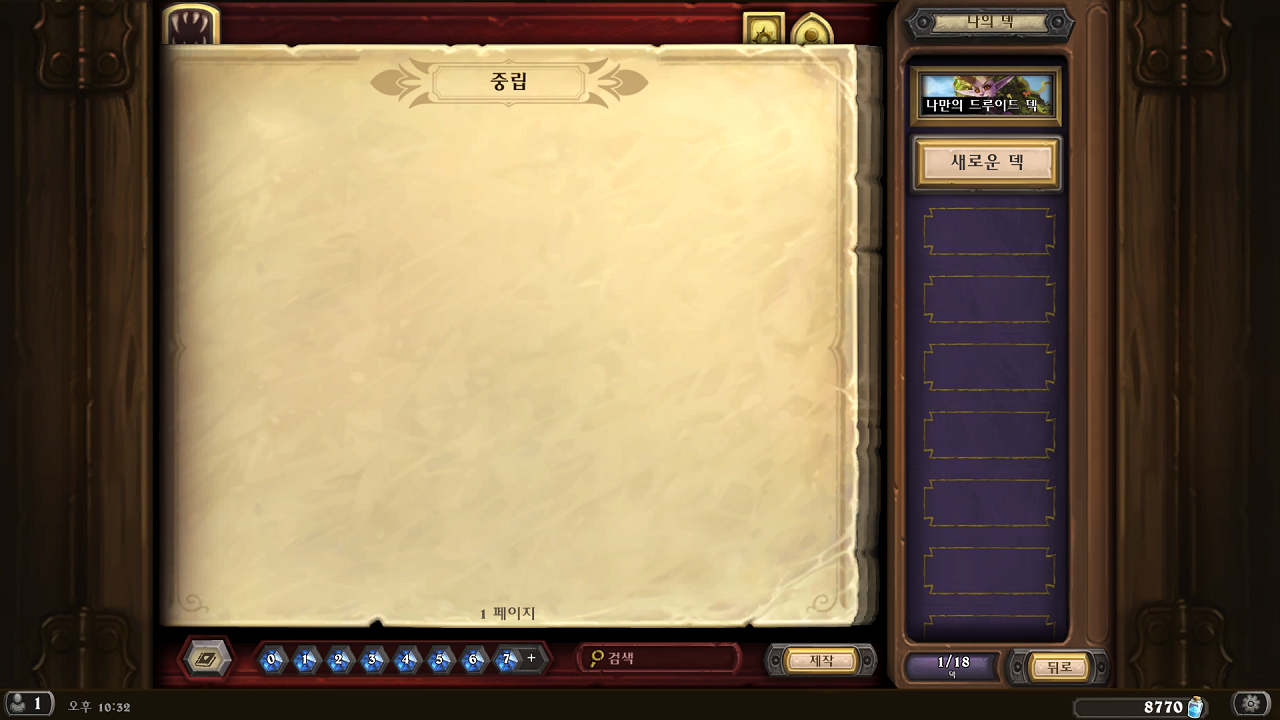 나의 덱
중립
나만의 드루이드 덱
새로운 덱
1 페이지
0 1 2 3 4 5 6 7 +
검색
제작
1/18
덱
뒤로
1
오후 10:32
8770